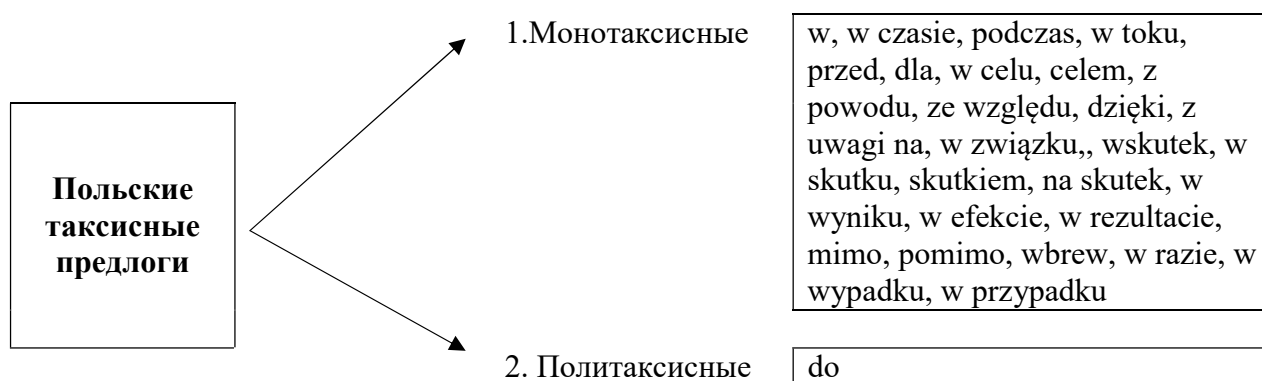 1.Монотаксисные
w, w czasie, podczas, w toku,
przed, dla, w celu, celem, z
powodu, ze względu, dzięki, z
uwagi na, w związku,, wskutek, w
skutku, skutkiem, na skutek, w
wyniku, w efekcie, w rezultacie,
mimo, pomimo, wbrew, w razie, w
wypadku, w przypadku
Польские
таксисные
предлоги
2. Политаксисные
do